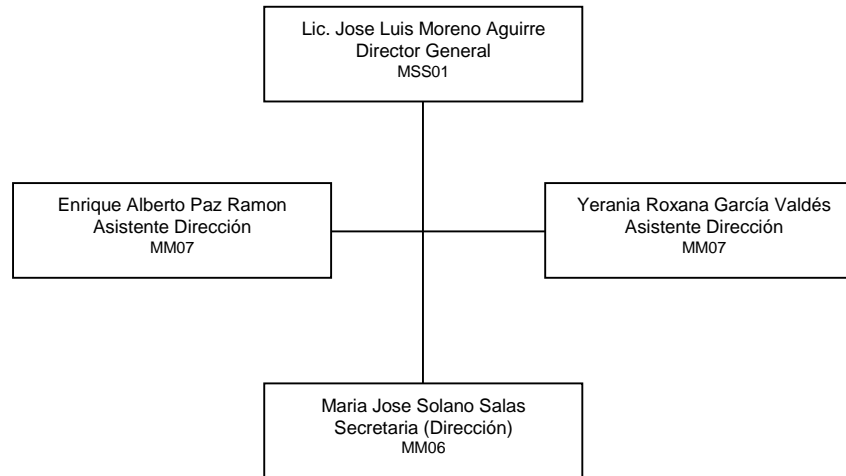 Lic. Jose Luis Moreno Aguirre
Director General
MSS01
Enrique Alberto Paz Ramon
Asistente Dirección
MM07
Yerania Roxana García Valdés
Asistente Dirección
MM07
Maria Jose Solano Salas
Secretaria (Dirección)
MM06